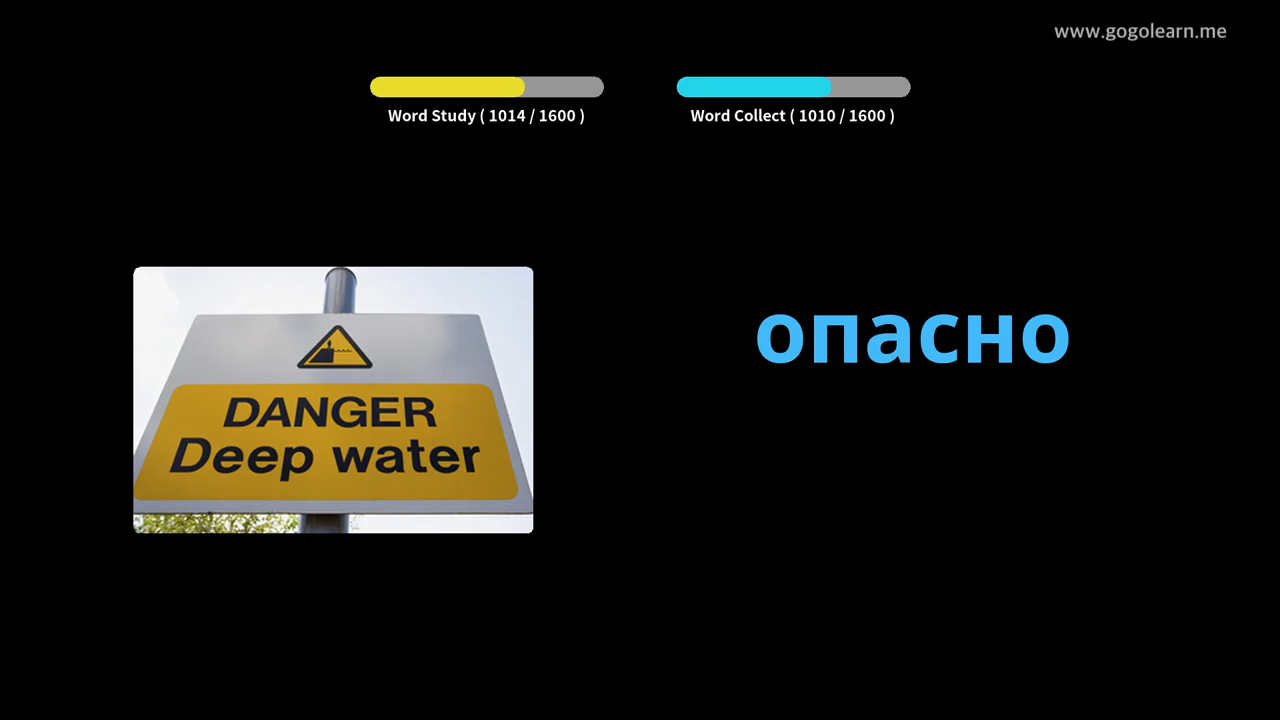 www.gogolearn.me
Word Study ( 1014 / 1600 )
Word Collect ( 1010 / 1600 )
DANGER
Deep water
опасно